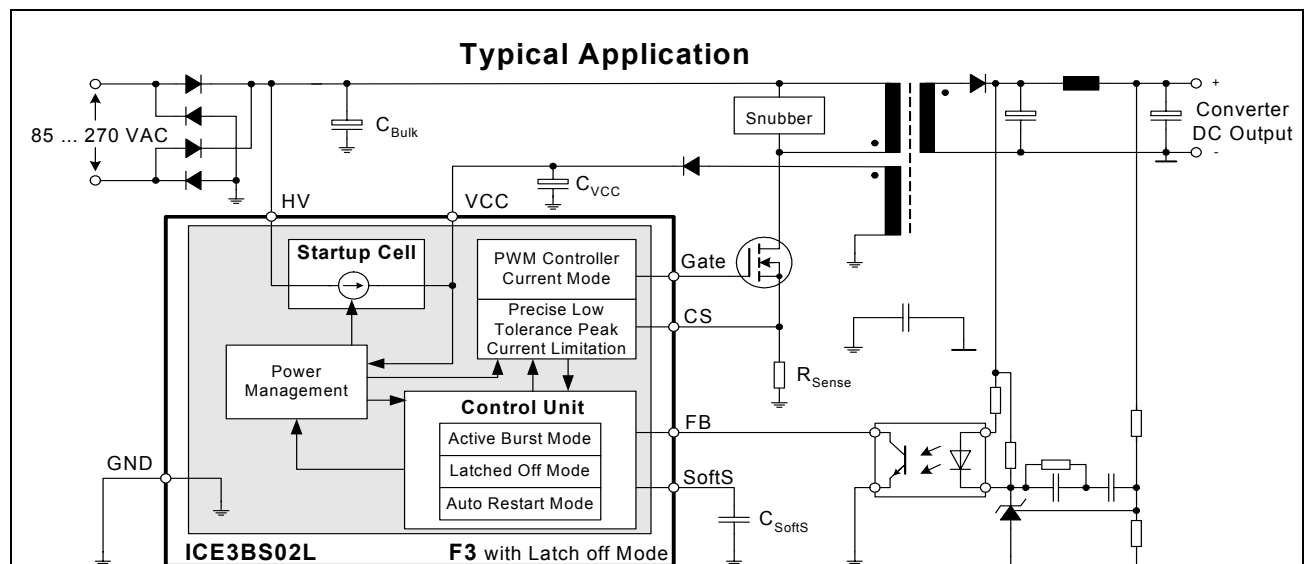 Typical Application
+
Snubber
Converter
DC Output
85 ... 270 VAC
C Bulk
-
C VCC
HV
VCC
Startup Cell
PWM Controller
Current Mode
Gate
Precise Low
Tolerance Peak
Current Limitation
CS
Power
Management
R Sense
Control Unit
FB
Active Burst Mode
GND
Latched Off Mode
SoftS
Auto Restart Mode
C SoftS
ICE3BS02L
F3 with Latch off Mode